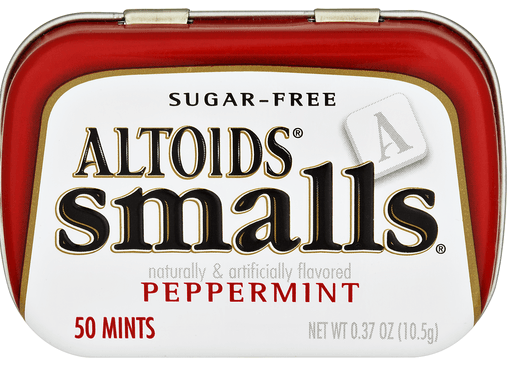 SUGAR-FREE
A
ALTOIDS®
smalls®
naturally & artificially flavored
PEPPERMINT
50 MINTS
NET WT 0.37 OZ (10.5g)